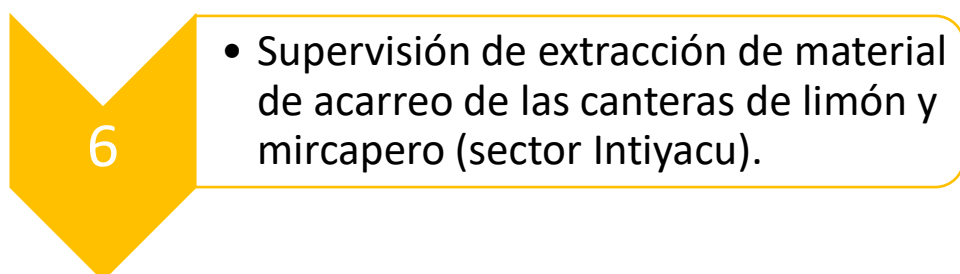 6
• Supervisión de extracción de material
de acarreo de las canteras de limón y
mircapero (sector Intiyacu).